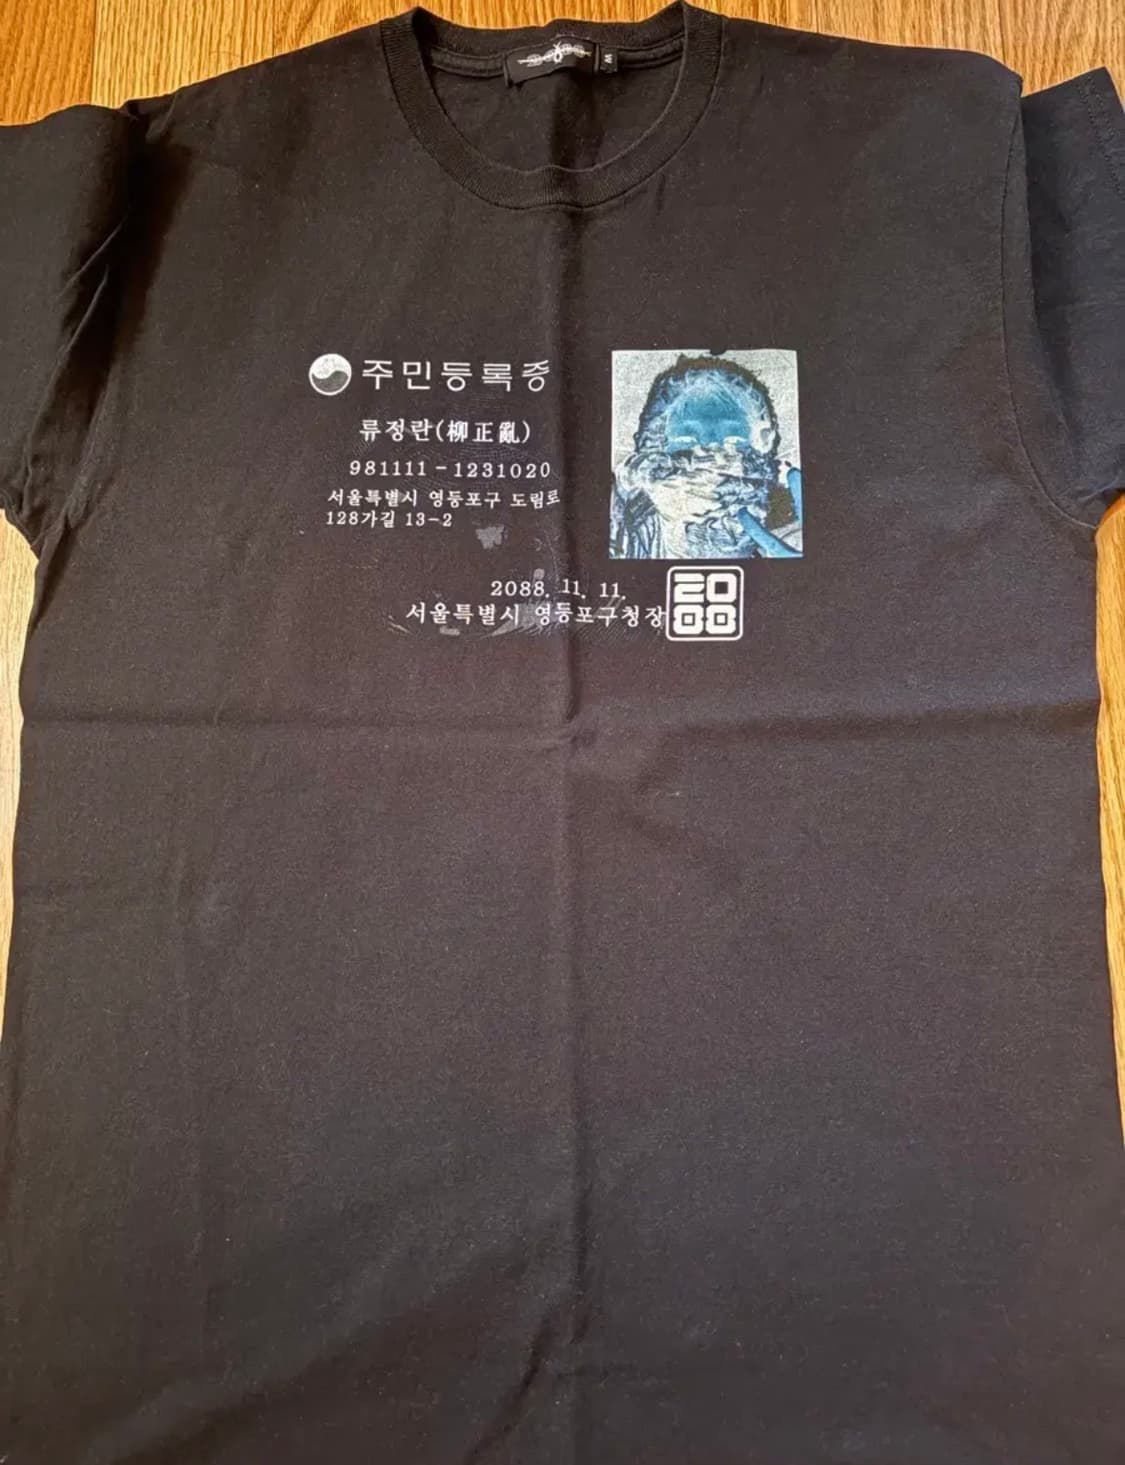 W
주민등록증
류정란(柳正亂)
981111-1231020
서울특별시 영등포구 도림로
128가길 13-2
2088. 11. 11.
서울특별시 영등포구청장
20
88